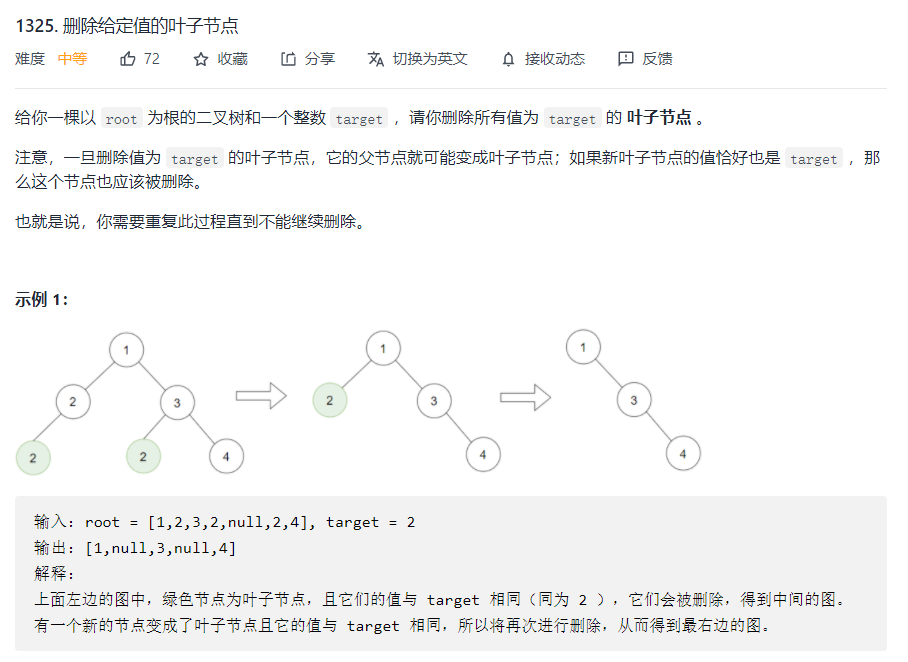 1325. 删除给定值的叶子节点
难度 中等 72 收藏 分享 切换为英文 接收动态 反馈
给你一棵以 root 为根的二叉树和一个整数 target ，请你删除所有值为 target 的 叶子节点 。
注意，一旦删除值为 target 的叶子节点，它的父节点就可能变成叶子节点；如果新叶子节点的值恰好也是 target ，那
么这个节点也应该被删除。
也就是说，你需要重复此过程直到不能继续删除。
示例 1：
1 1 1
2 3 2 3 3
2 2 4 4 4
输入：root = [1,2,3,2,null,2,4], target = 2
输出：[1,null,3,null,4]
解释：
上面左边的图中，绿色节点为叶子节点，且它们的值与 target 相同（同为 2 ），它们会被删除，得到中间的图。
有一个新的节点变成了叶子节点且它的值与 target 相同，所以将再次进行删除，从而得到最右边的图。